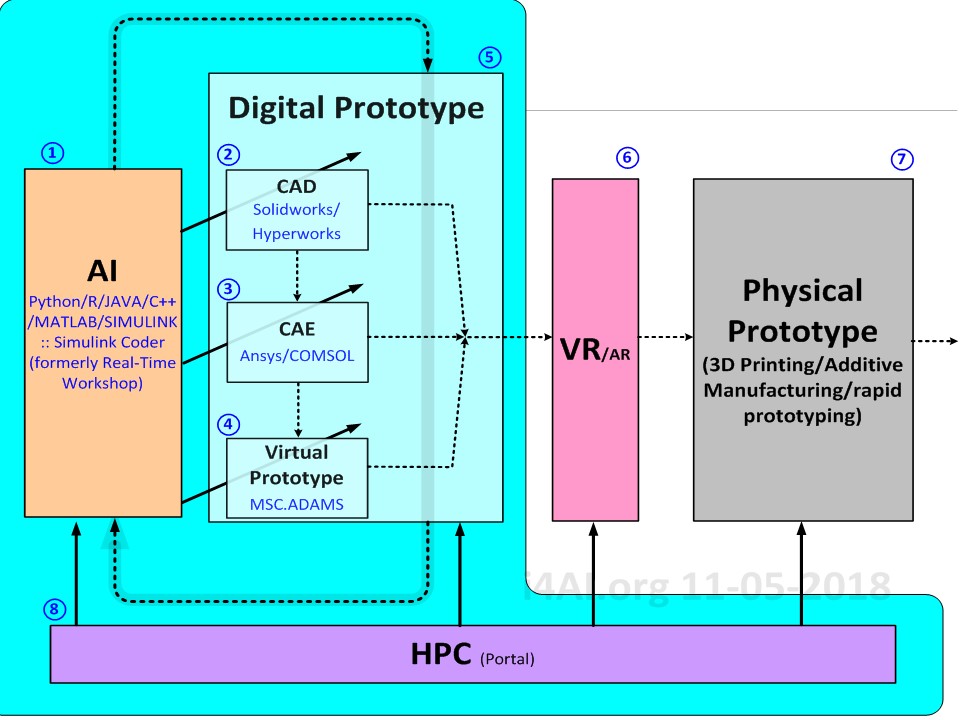 ⑤
Digital Prototype
①
②
⑥
⑦
CAD
Solidworks/
Hyperworks
AI
Python/R/JAVA/C++
/MATLAB/SIMULINK
:: Simulink Coder
(formerly Real-Time
Workshop)
③
CAE
Ansys/COMSOL
④
Virtual
Prototype
MSC.ADAMS
VR/AR
Physical
Prototype
(3D Printing/Additive
Manufacturing/rapid
prototyping)
11-05-2018
⑧
HPC (Portal)